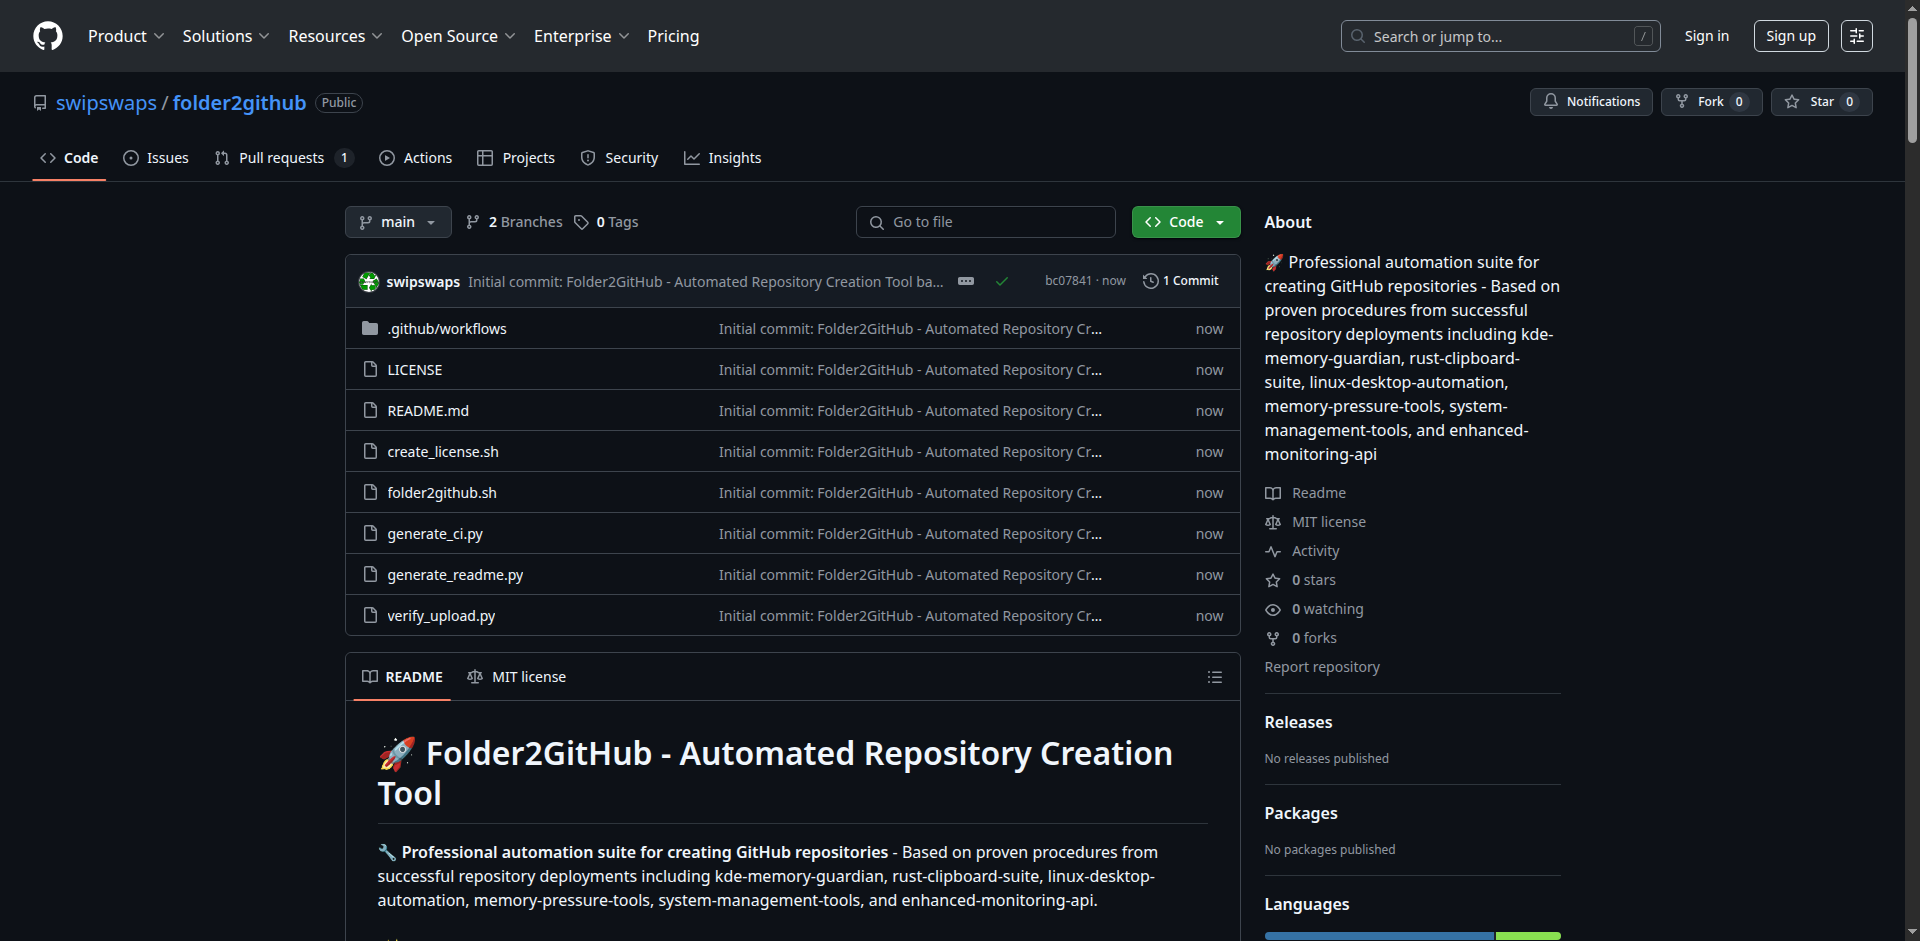 Product Solutions Resources Open Source Enterprise Pricing Search or jump to... / Sign in Sign up
swipswaps / folder2github Public Notifications Fork 0 Star 0
Code Issues Pull requests 1 Actions Projects Security Insights
main 2 Branches 0 Tags Go to file Code
swipswaps Initial commit: Folder2GitHub - Automated Repository Creation Tool ba... bc07841 · now 1 Commit
.github/workflows Initial commit: Folder2GitHub - Automated Repository Cr... now
LICENSE Initial commit: Folder2GitHub - Automated Repository Cr... now
README.md Initial commit: Folder2GitHub - Automated Repository Cr... now
create_license.sh Initial commit: Folder2GitHub - Automated Repository Cr... now
folder2github.sh Initial commit: Folder2GitHub - Automated Repository Cr... now
generate_ci.py Initial commit: Folder2GitHub - Automated Repository Cr... now
generate_readme.py Initial commit: Folder2GitHub - Automated Repository Cr... now
verify_upload.py Initial commit: Folder2GitHub - Automated Repository Cr... now
README MIT license
🚀 Folder2GitHub - Automated Repository Creation
Tool
🔧 Professional automation suite for creating GitHub repositories - Based on proven procedures from
successful repository deployments including kde-memory-guardian, rust-clipboard-suite, linux-desktop-
automation, memory-pressure-tools, system-management-tools, and enhanced-monitoring-api.
About
🚀 Professional automation suite for
creating GitHub repositories - Based on
proven procedures from successful
repository deployments including kde-
memory-guardian, rust-clipboard-
suite, linux-desktop-automation,
memory-pressure-tools, system-
management-tools, and enhanced-
monitoring-api
Readme
MIT license
Activity
0 stars
0 watching
0 forks
Report repository
Releases
No releases published
Packages
No packages published
Languages